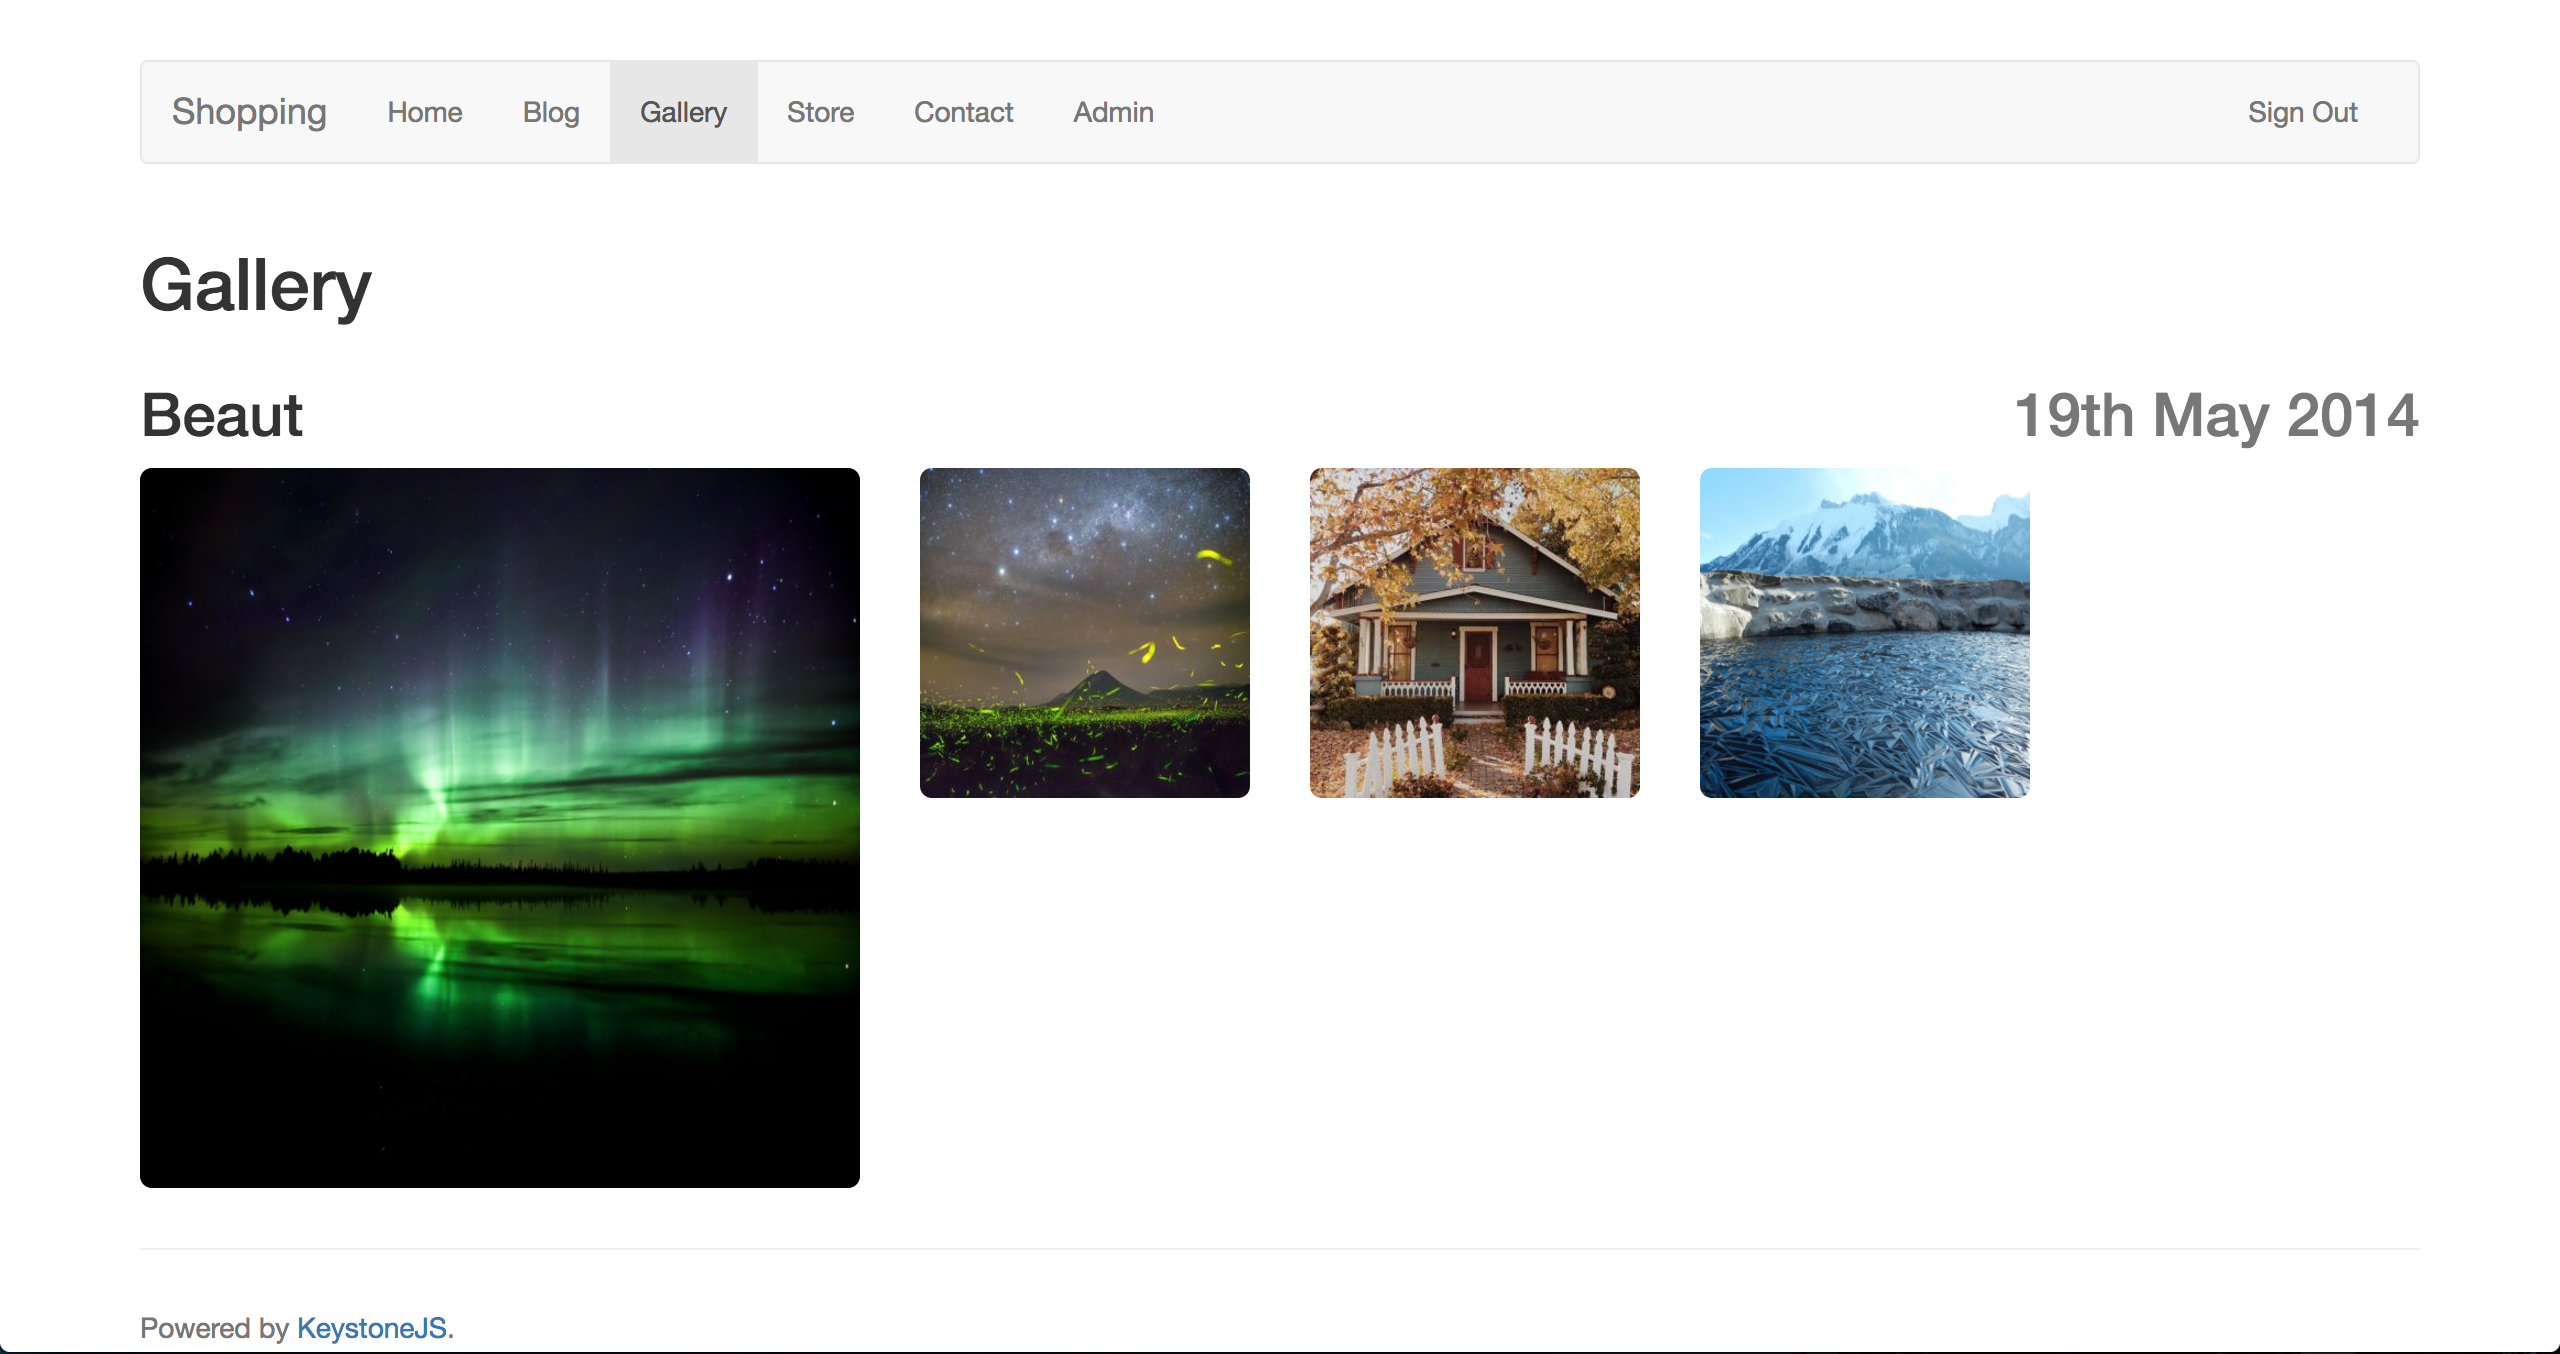 Shopping Home Blog Gallery Store Contact Admin Sign Out
Gallery
Beaut 19th May 2014
Powered by KeystoneJS.